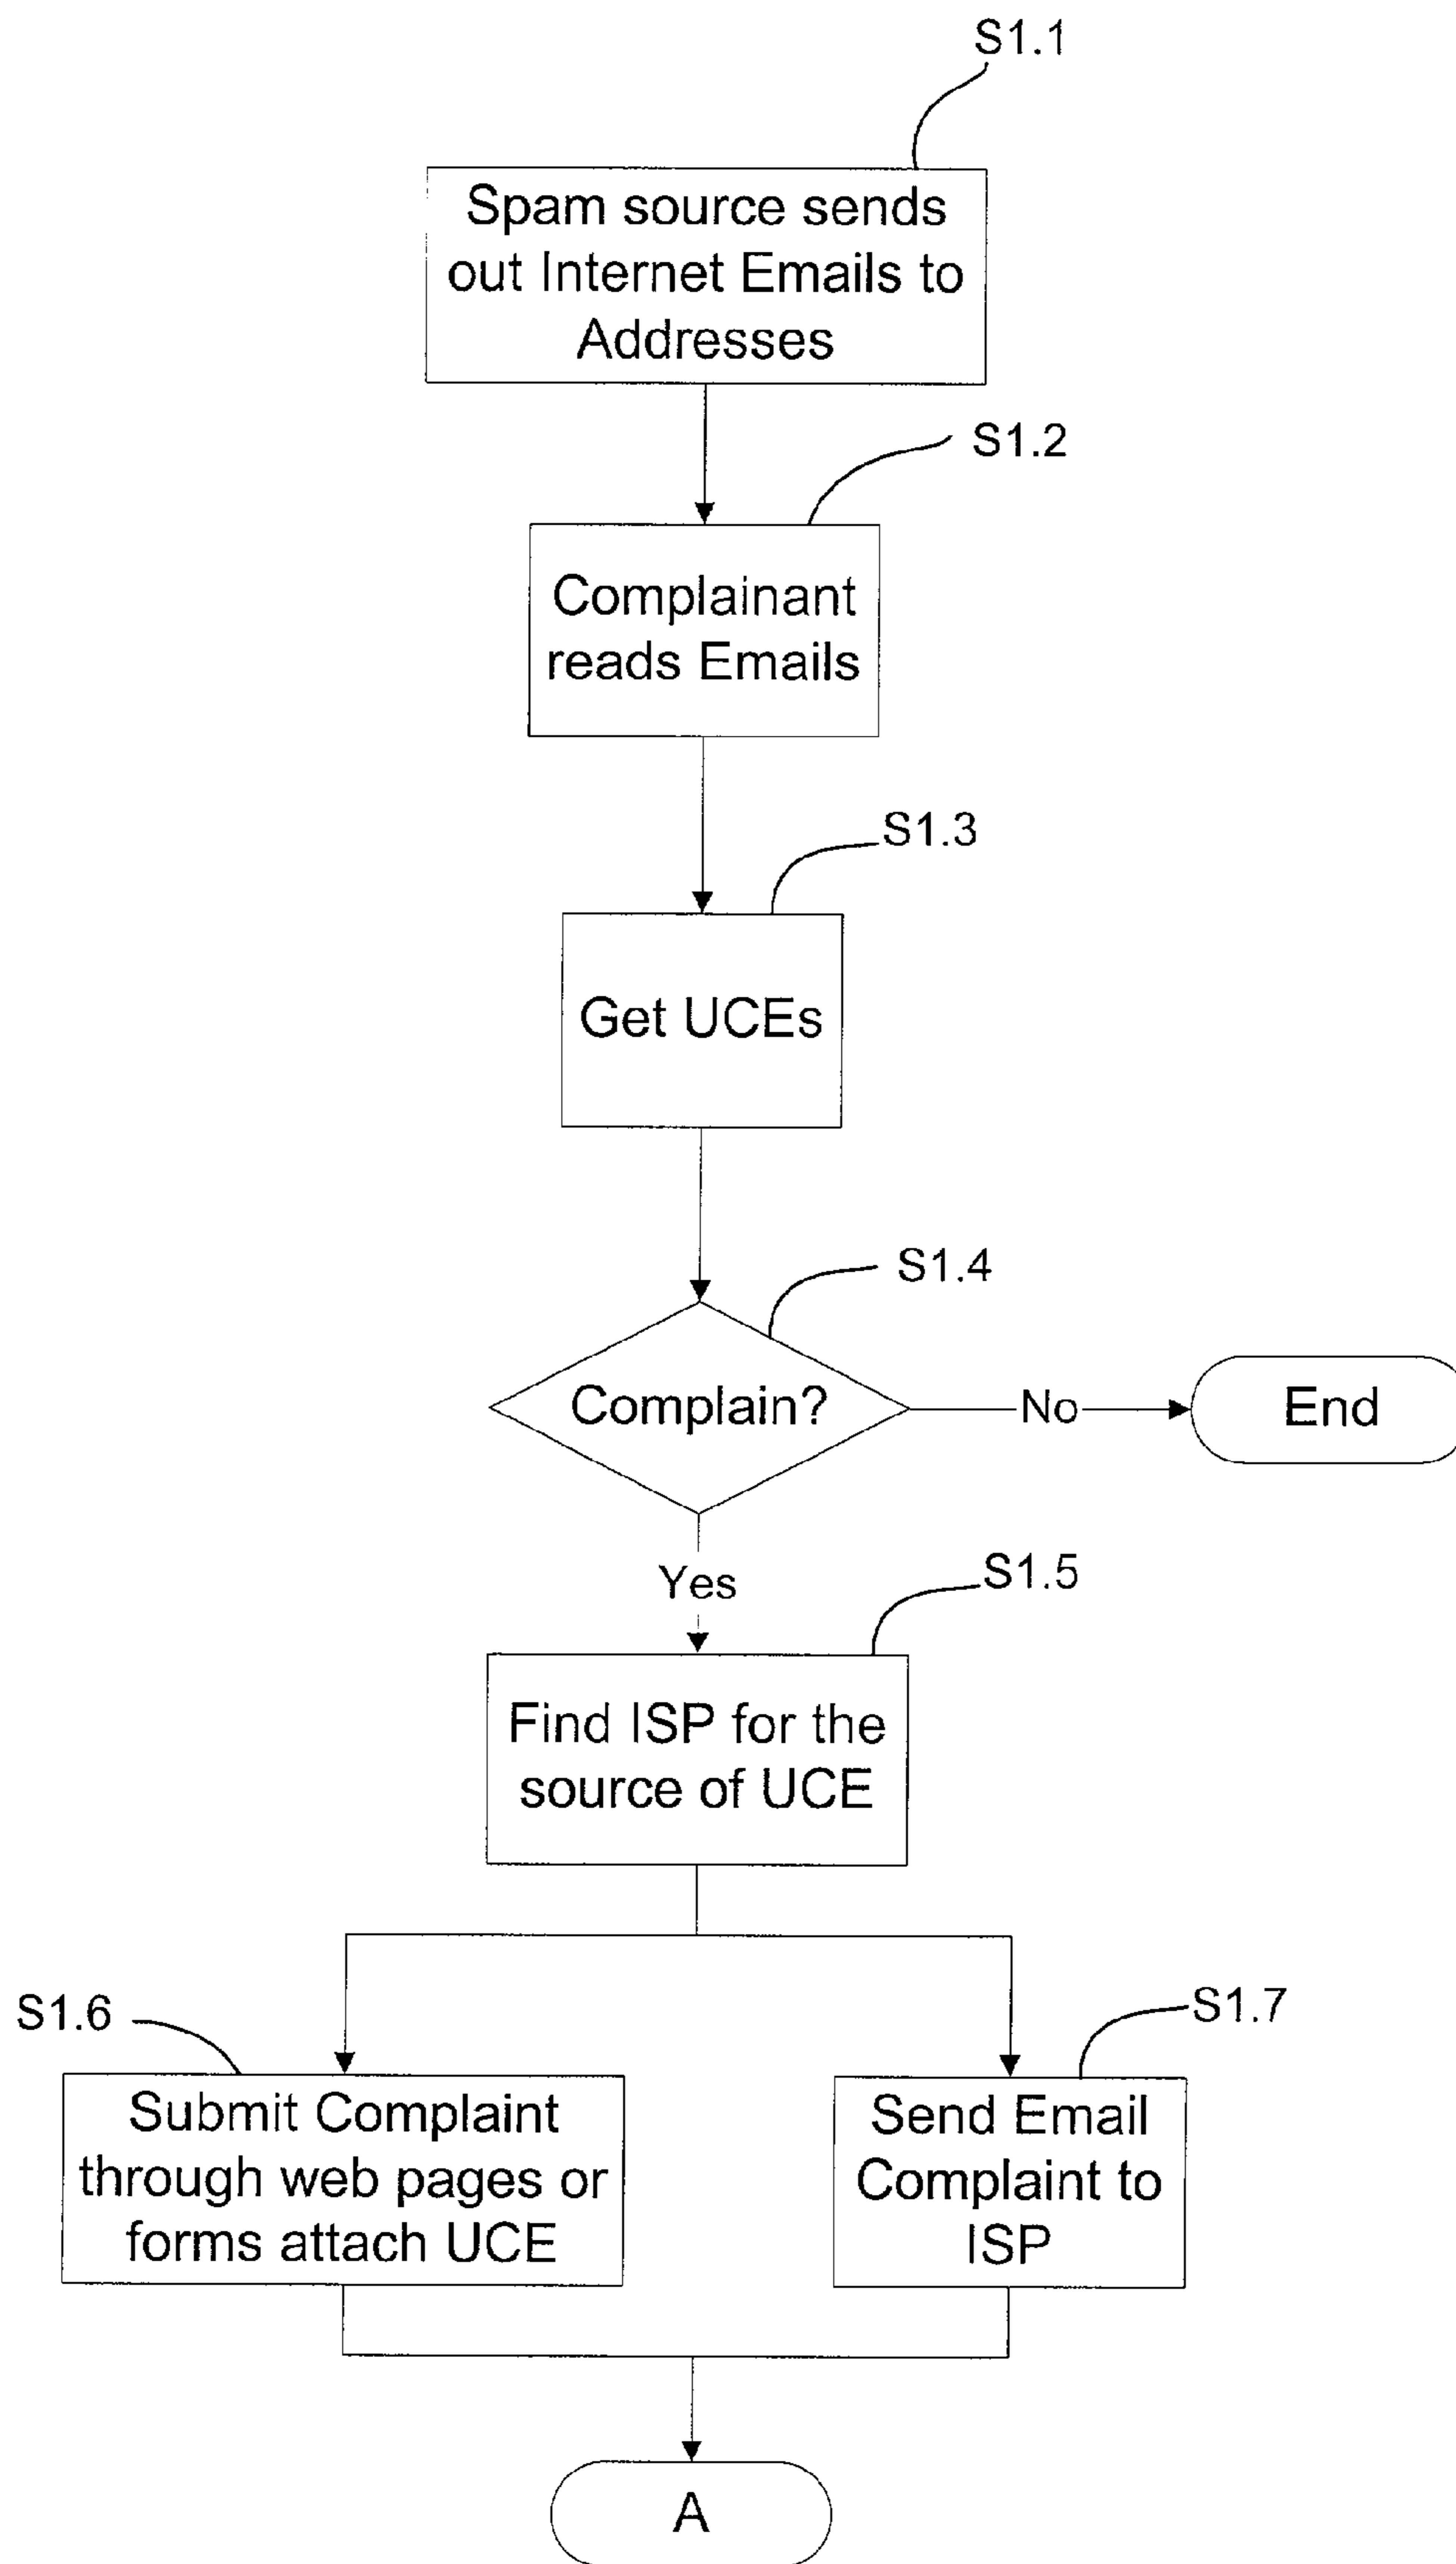 S1.1
Spam source sends
out Internet Emails to
Addresses
S1.2
Complainant
reads Emails
S1.3
Get UCEs
S1.4
Complain?
No
End
Yes
S1.5
Find ISP for the
source of UCE
S1.6
S1.7
Submit Complaint
through web pages or
forms attach UCE
Send Email
Complaint to
ISP
A